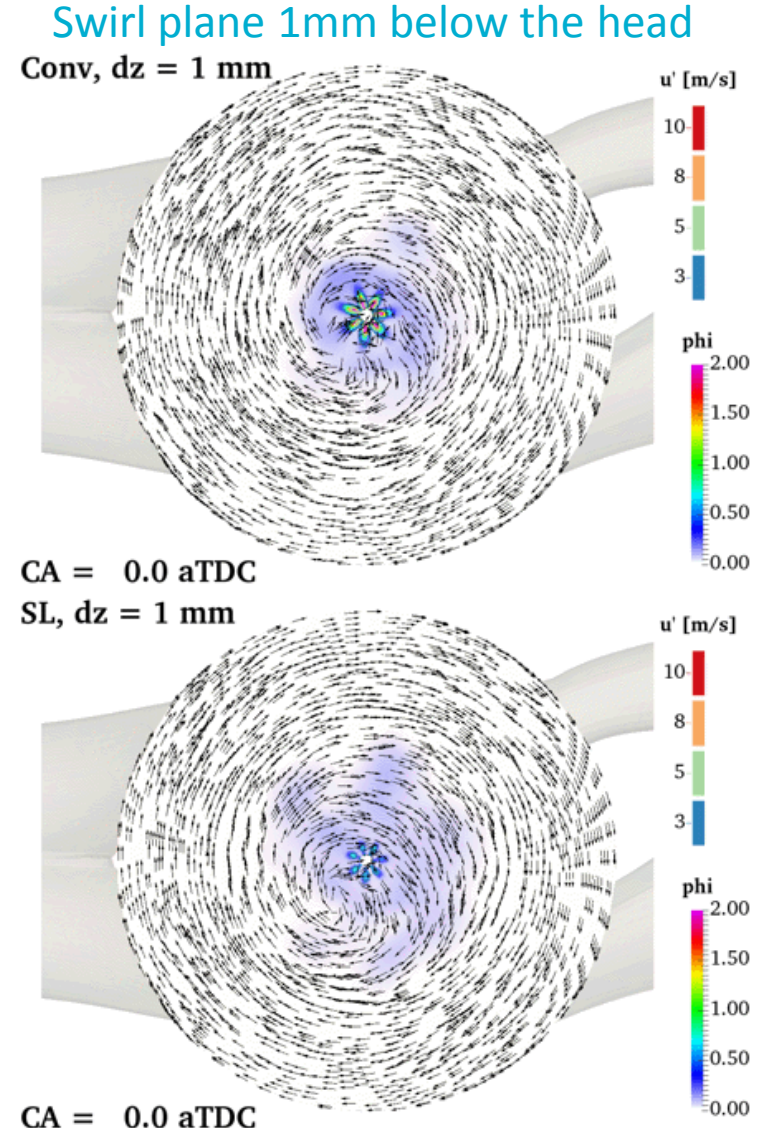 Swirl plane 1mm below the head
Conv, dz = 1 mm
u' [m/s]
10
8
5
3
phi
2.00
1.50
1.00
0.50
0.00
CA = 0.0 aTDC
SL, dz = 1 mm
u' [m/s]
10
8
5
3
phi
2.00
1.50
1.00
0.50
0.00
CA = 0.0 aTDC